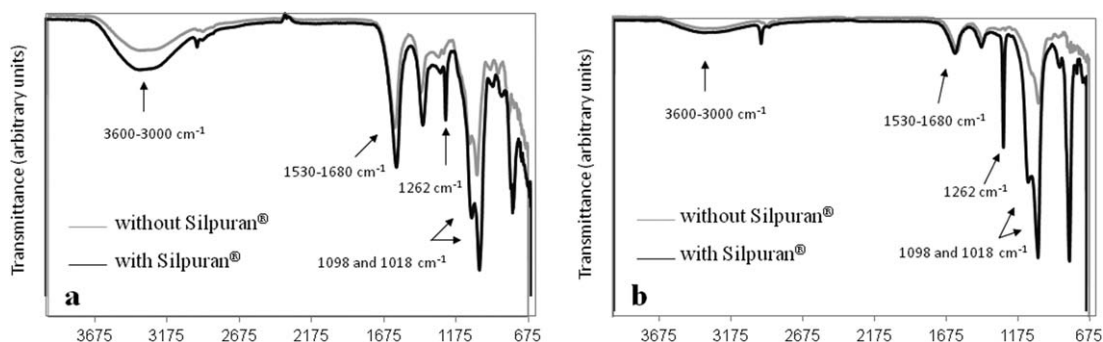 Transmittance (arbitrary units)
3600-3000 cm-1
1530-1680 cm-1
1262 cm-1
without Silpuran®
with Silpuran®
1098 and 1018 cm-1
a
3675 3175 2675 2175 1675 1175 675
Transmittance (arbitrary units)
3600-3000 cm-1
1530-1680 cm-1
1262 cm-1
without Silpuran®
with Silpuran®
1098 and 1018 cm-1
b
3675 3175 2675 2175 1675 1175 675